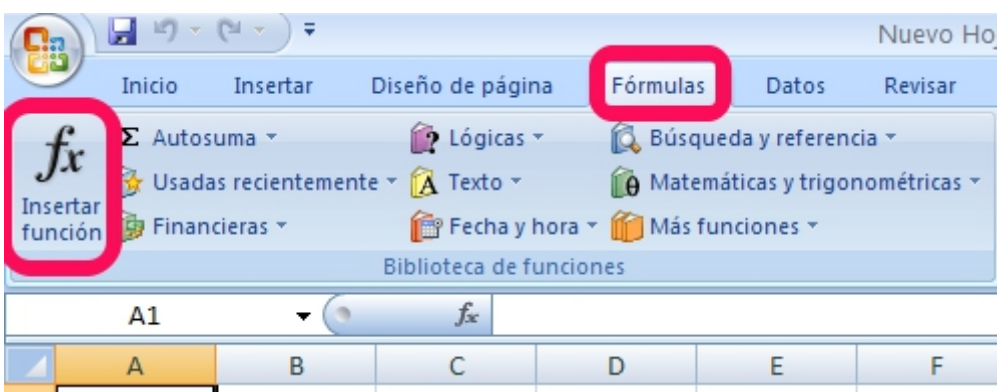 Nuevo Ho
Inicio Insertar Diseño de página Fórmulas Datos Revisar
fx Insertar función
Σ Autosuma Lógicas Búsqueda y referencia
Usadas recientemente A Texto θ Matemáticas y trigonométricas
Financieras Fecha y hora Más funciones
Biblioteca de funciones
A1 fx
A B C D E F